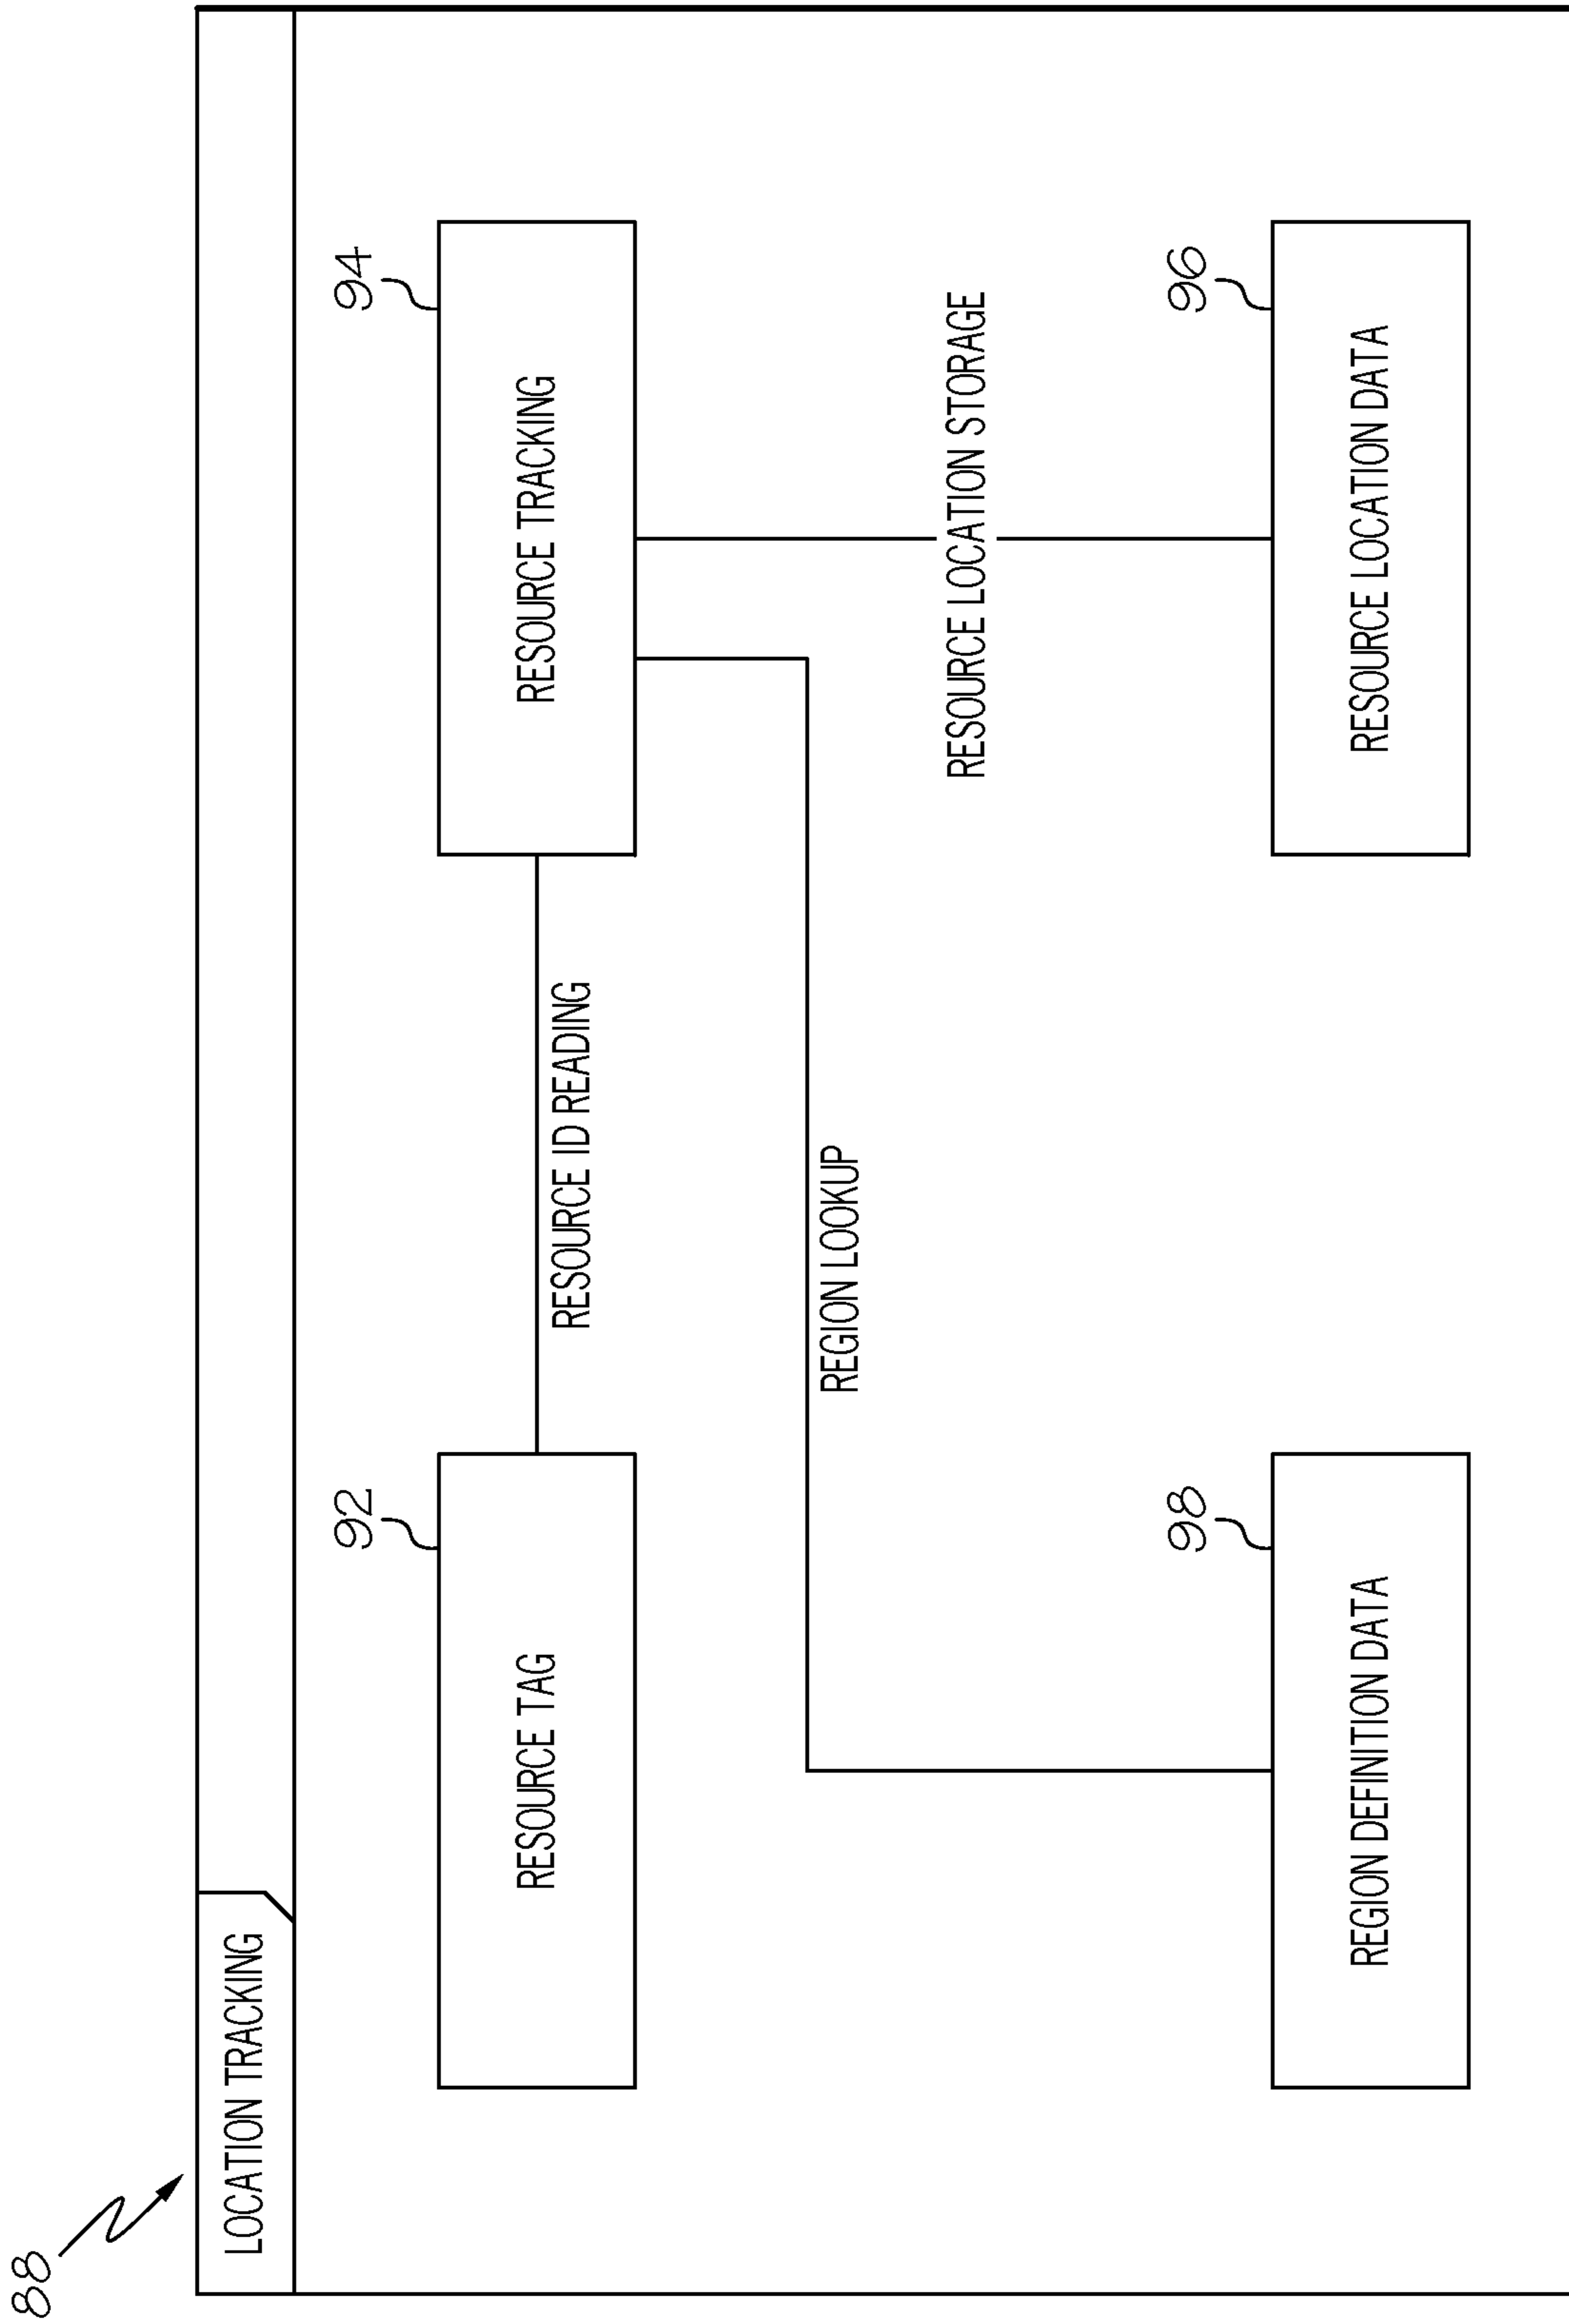 88
LOCATION TRACKING
92
RESOURCE TAG
RESOURCE ID READING
94
RESOURCE TRACKING
REGION LOOKUP
RESOURCE LOCATION STORAGE
98
REGION DEFINITION DATA
96
RESOURCE LOCATION DATA